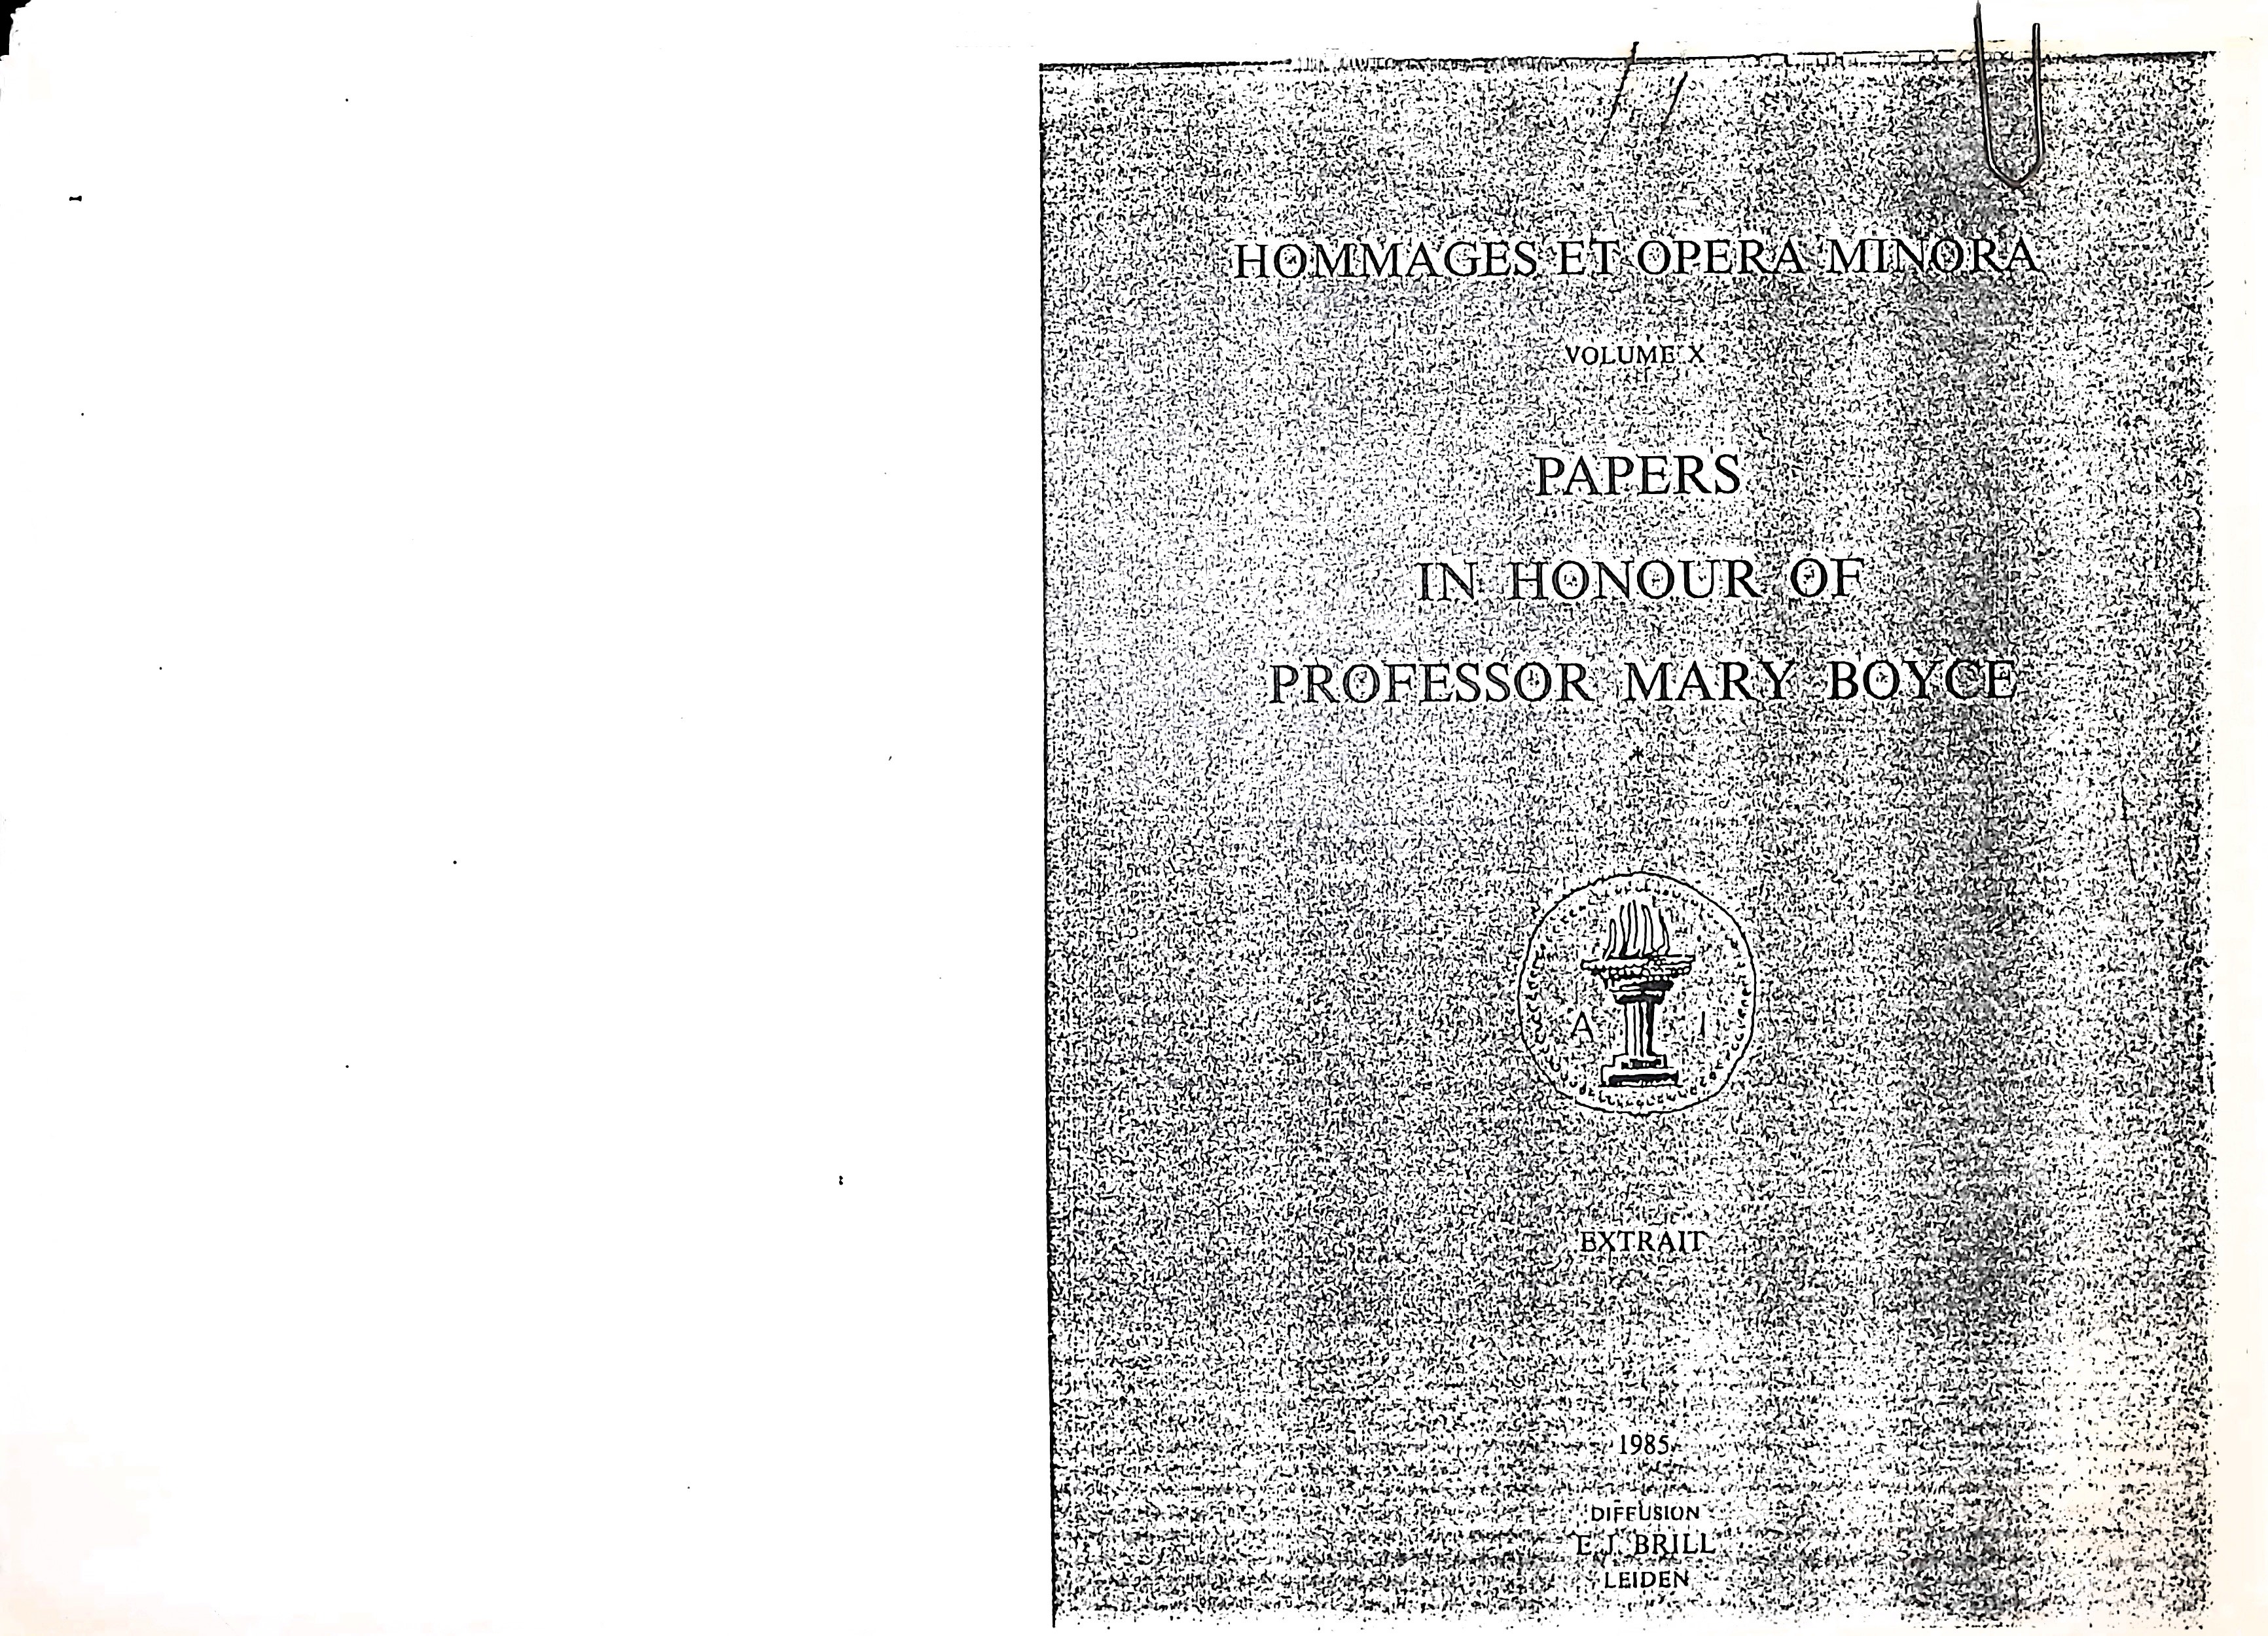 HOMMAGES ET OPERA MINORA
VOLUME X
PAPERS
IN HONOUR OF
PROFESSOR MARY BOYCE
*
A I
EXTRAIT
1985
DIFFUSION
E. J. BRILL
LEIDEN